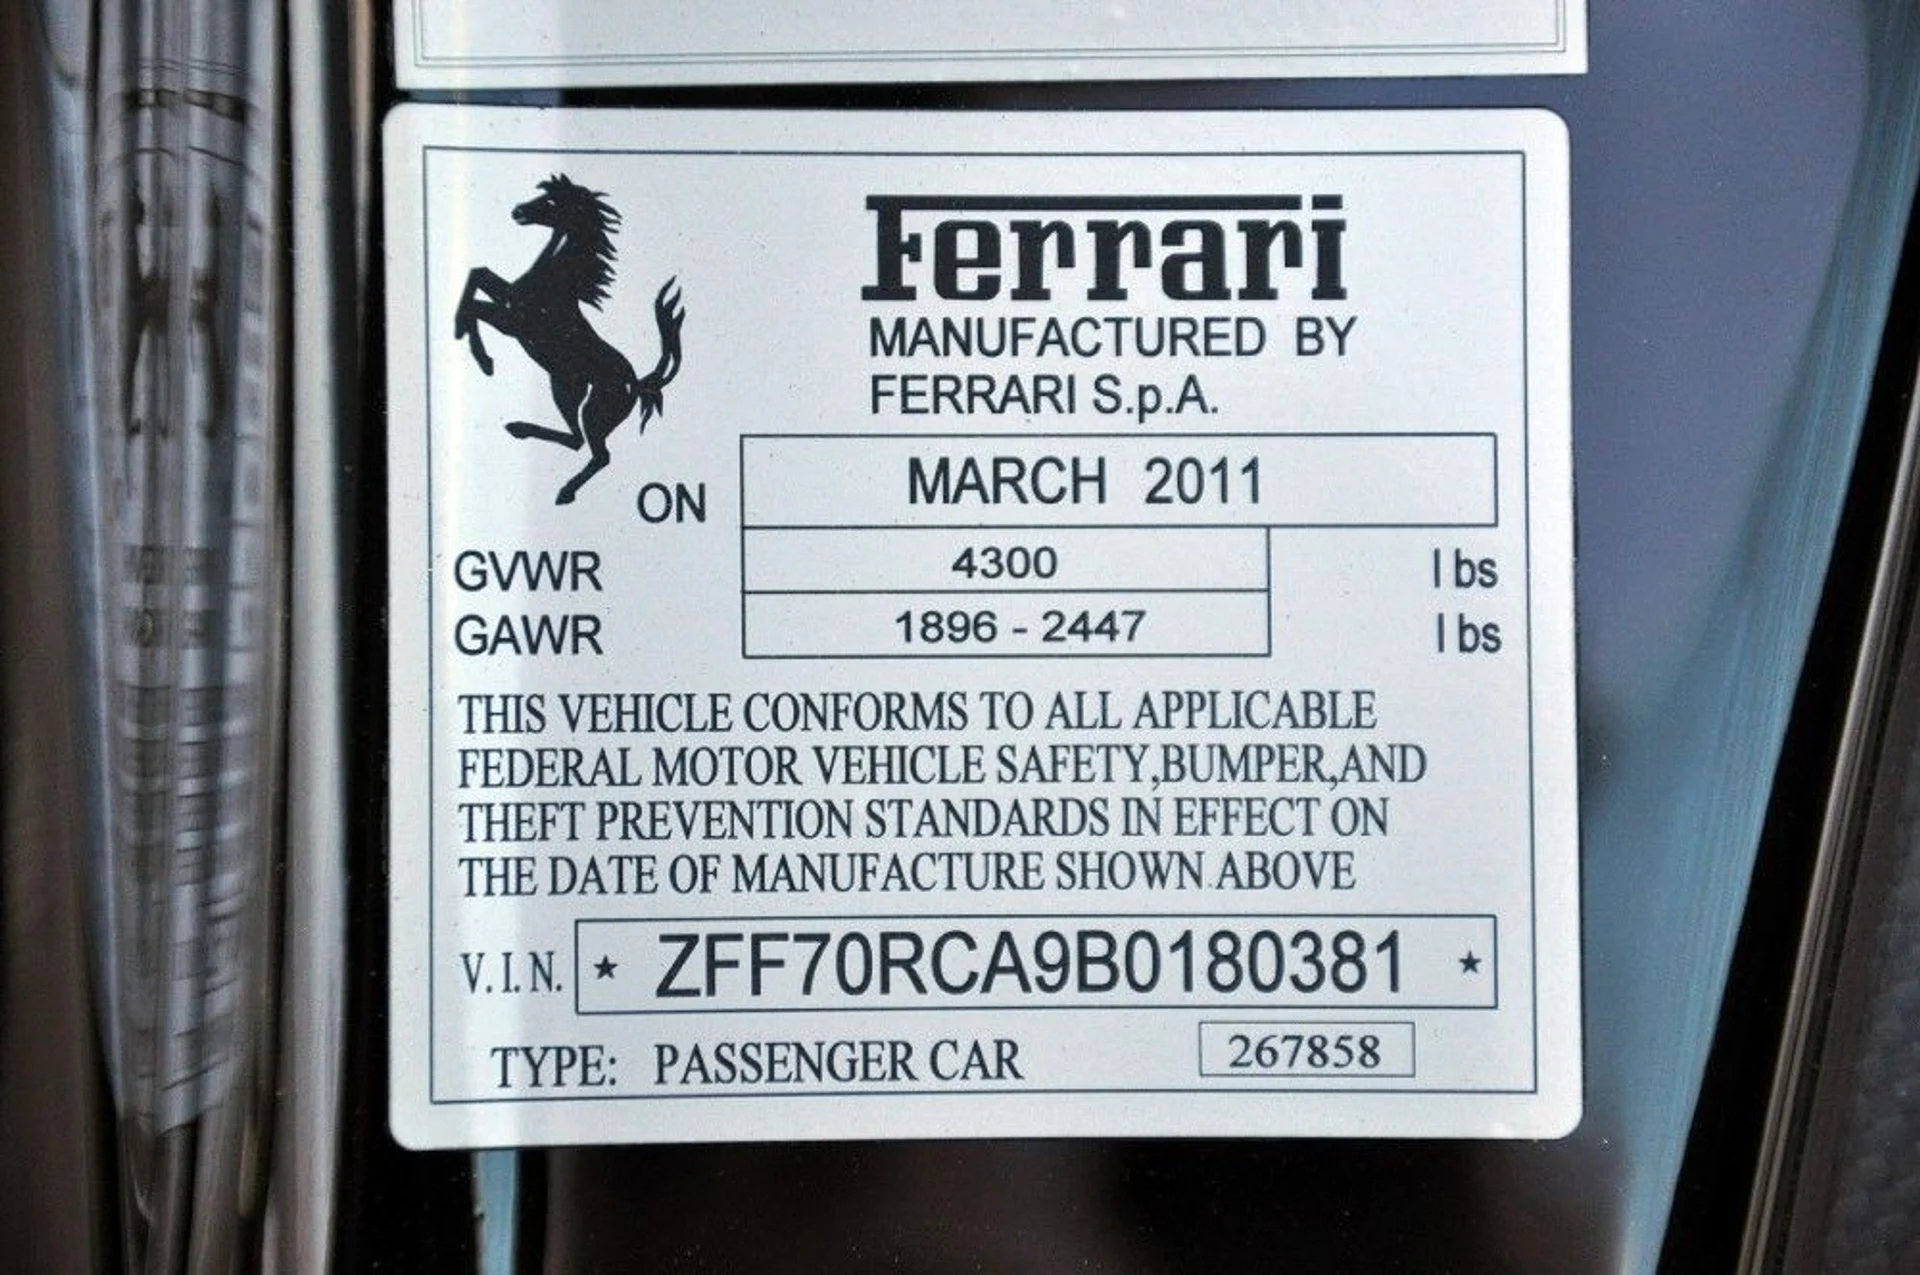 Ferrari
MANUFACTURED BY
FERRARI S.p.A.
ON MARCH 2011
GVWR 4300 lbs
GAWR 1896 - 2447 lbs
THIS VEHICLE CONFORMS TO ALL APPLICABLE
FEDERAL MOTOR VEHICLE SAFETY,BUMPER,AND
THEFT PREVENTION STANDARDS IN EFFECT ON
THE DATE OF MANUFACTURE SHOWN ABOVE
V.I.N. ★ ZFF70RCA9B0180381 ★
TYPE: PASSENGER CAR 267858